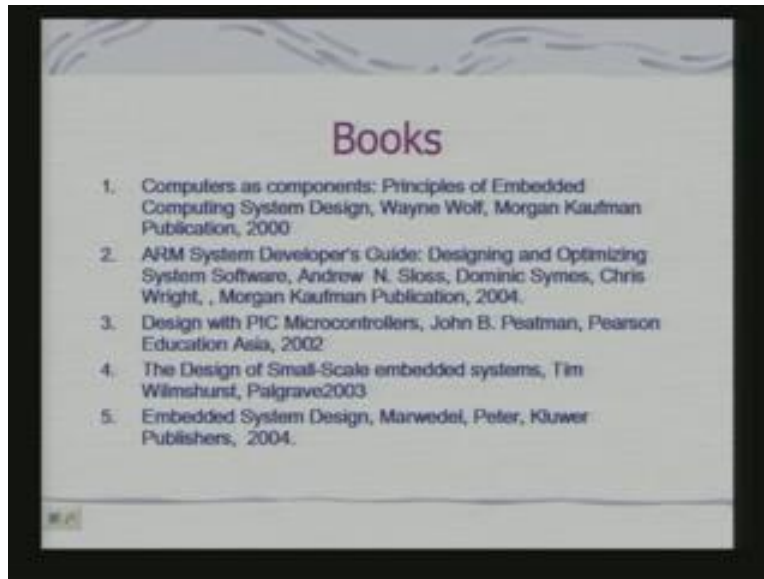 Books
1. Computers as components: Principles of Embedded
Computing System Design, Wayne Wolf, Morgan Kaufman
Publication, 2000
2. ARM System Developer's Guide: Designing and Optimizing
System Software, Andrew N. Sloss, Dominic Symes, Chris
Wright, , Morgan Kaufman Publication, 2004.
3. Design with PIC Microcontrollers, John B. Peatman, Pearson
Education Asia, 2002
4. The Design of Small-Scale embedded systems, Tim
Wilmshurst, Palgrave2003
5. Embedded System Design, Marwedel, Peter, Kluwer
Publishers, 2004.